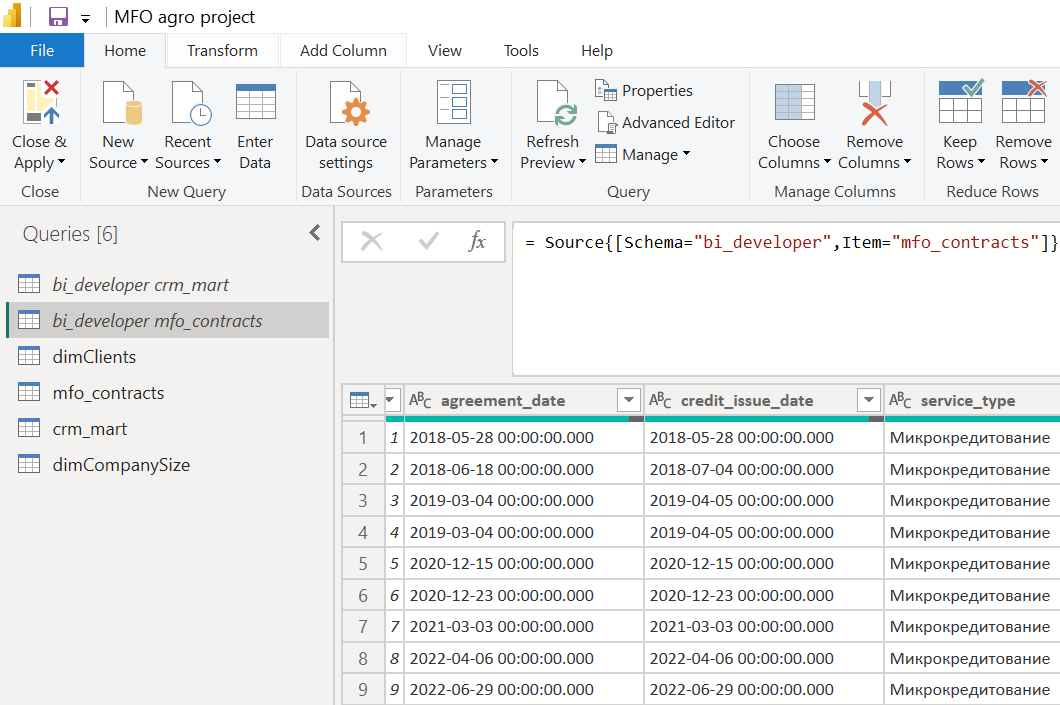 MFO agro project
File Home Transform Add Column View Tools Help
Close & Apply
New Source
Recent Sources
Enter Data
Data source settings
Manage Parameters
Refresh Preview
Properties
Advanced Editor
Manage
Choose Columns
Remove Columns
Keep Rows
Remove Rows
Close
New Query
Data Sources
Parameters
Query
Manage Columns
Reduce Rows
Queries [6]
bi_developer crm_mart
bi_developer mfo_contracts
dimClients
mfo_contracts
crm_mart
dimCompanySize
fx
= Source{[Schema="bi_developer",Item="mfo_contracts"]}
ABC agreement_date ABC credit_issue_date ABC service_type
1 1 2018-05-28 00:00:00.000 2018-05-28 00:00:00.000 Микрокредитование
2 2 2018-06-18 00:00:00.000 2018-07-04 00:00:00.000 Микрокредитование
3 3 2019-03-04 00:00:00.000 2019-04-05 00:00:00.000 Микрокредитование
4 4 2019-03-04 00:00:00.000 2019-04-05 00:00:00.000 Микрокредитование
5 5 2020-12-15 00:00:00.000 2020-12-15 00:00:00.000 Микрокредитование
6 6 2020-12-23 00:00:00.000 2020-12-23 00:00:00.000 Микрокредитование
7 7 2021-03-03 00:00:00.000 2021-03-03 00:00:00.000 Микрокредитование
8 8 2022-04-06 00:00:00.000 2022-04-06 00:00:00.000 Микрокредитование
9 9 2022-06-29 00:00:00.000 2022-06-29 00:00:00.000 Микрокредитование